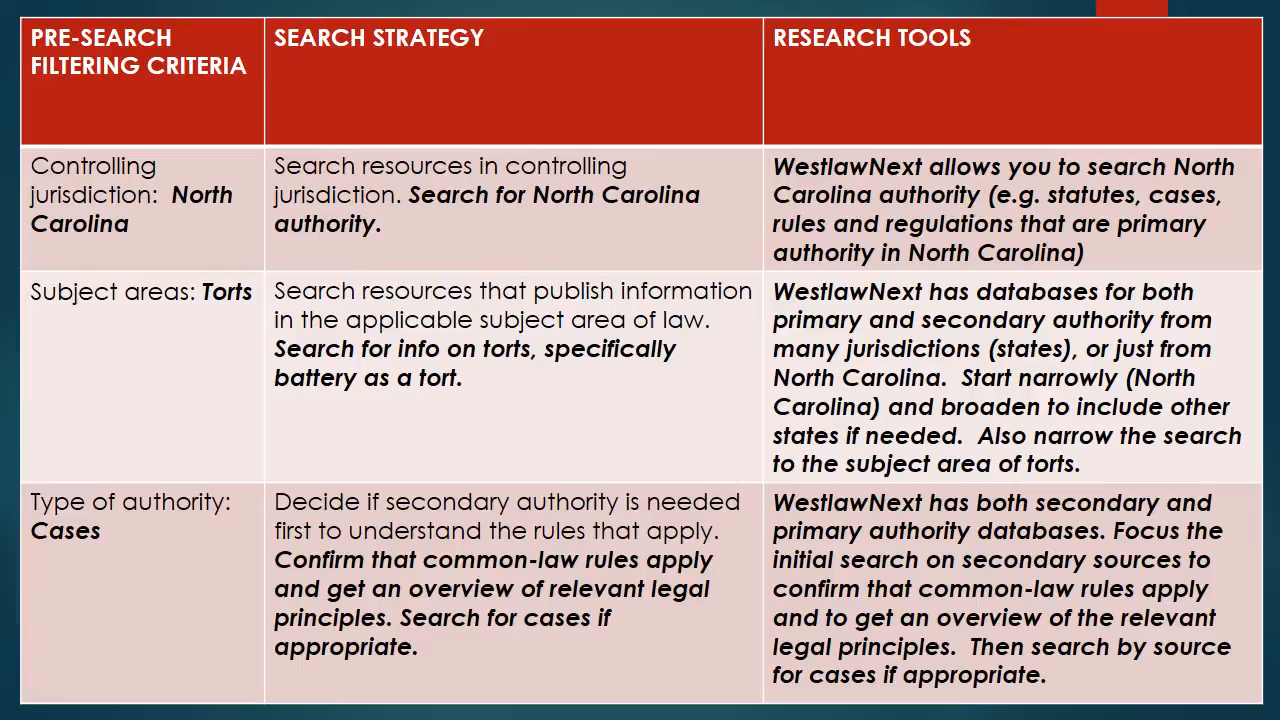 PRE-SEARCH
FILTERING CRITERIA
SEARCH STRATEGY
RESEARCH TOOLS
Controlling
jurisdiction:  North
Carolina
Search resources in controlling
jurisdiction. Search for North Carolina
authority.
WestlawNext allows you to search North
Carolina authority (e.g. statutes, cases,
rules and regulations that are primary
authority in North Carolina)
Subject areas: Torts
Search resources that publish information
in the applicable subject area of law.
Search for info on torts, specifically
battery as a tort.
WestlawNext has databases for both
primary and secondary authority from
many jurisdictions (states), or just from
North Carolina.  Start narrowly (North
Carolina) and broaden to include other
states if needed.  Also narrow the search
to the subject area of torts.
Type of authority:
Cases
Decide if secondary authority is needed
first to understand the rules that apply.
Confirm that common-law rules apply
and get an overview of relevant legal
principles. Search for cases if
appropriate.
WestlawNext has both secondary and
primary authority databases. Focus the
initial search on secondary sources to
confirm that common-law rules apply
and to get an overview of the relevant
legal principles.  Then search by source
for cases if appropriate.